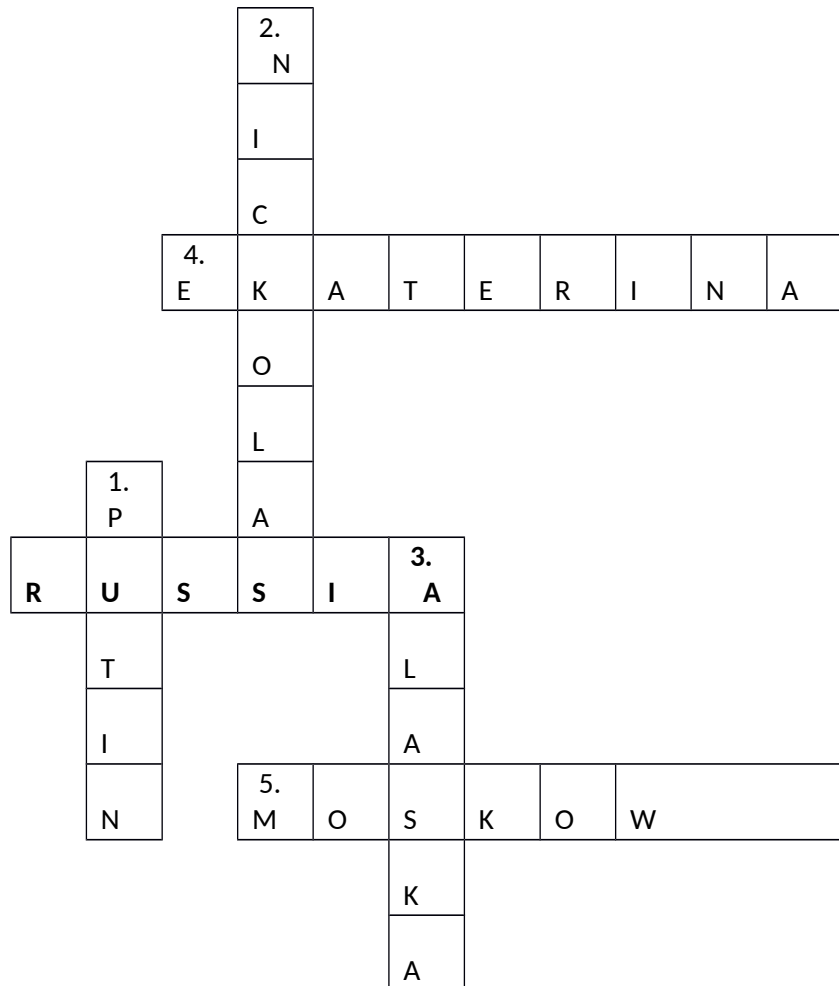 2.
N
I
C
4.
E K A T E R I N A
O
L
1.
P A
3.
R U S S I A
T L
I A
5.
N M O S K O W
K
A